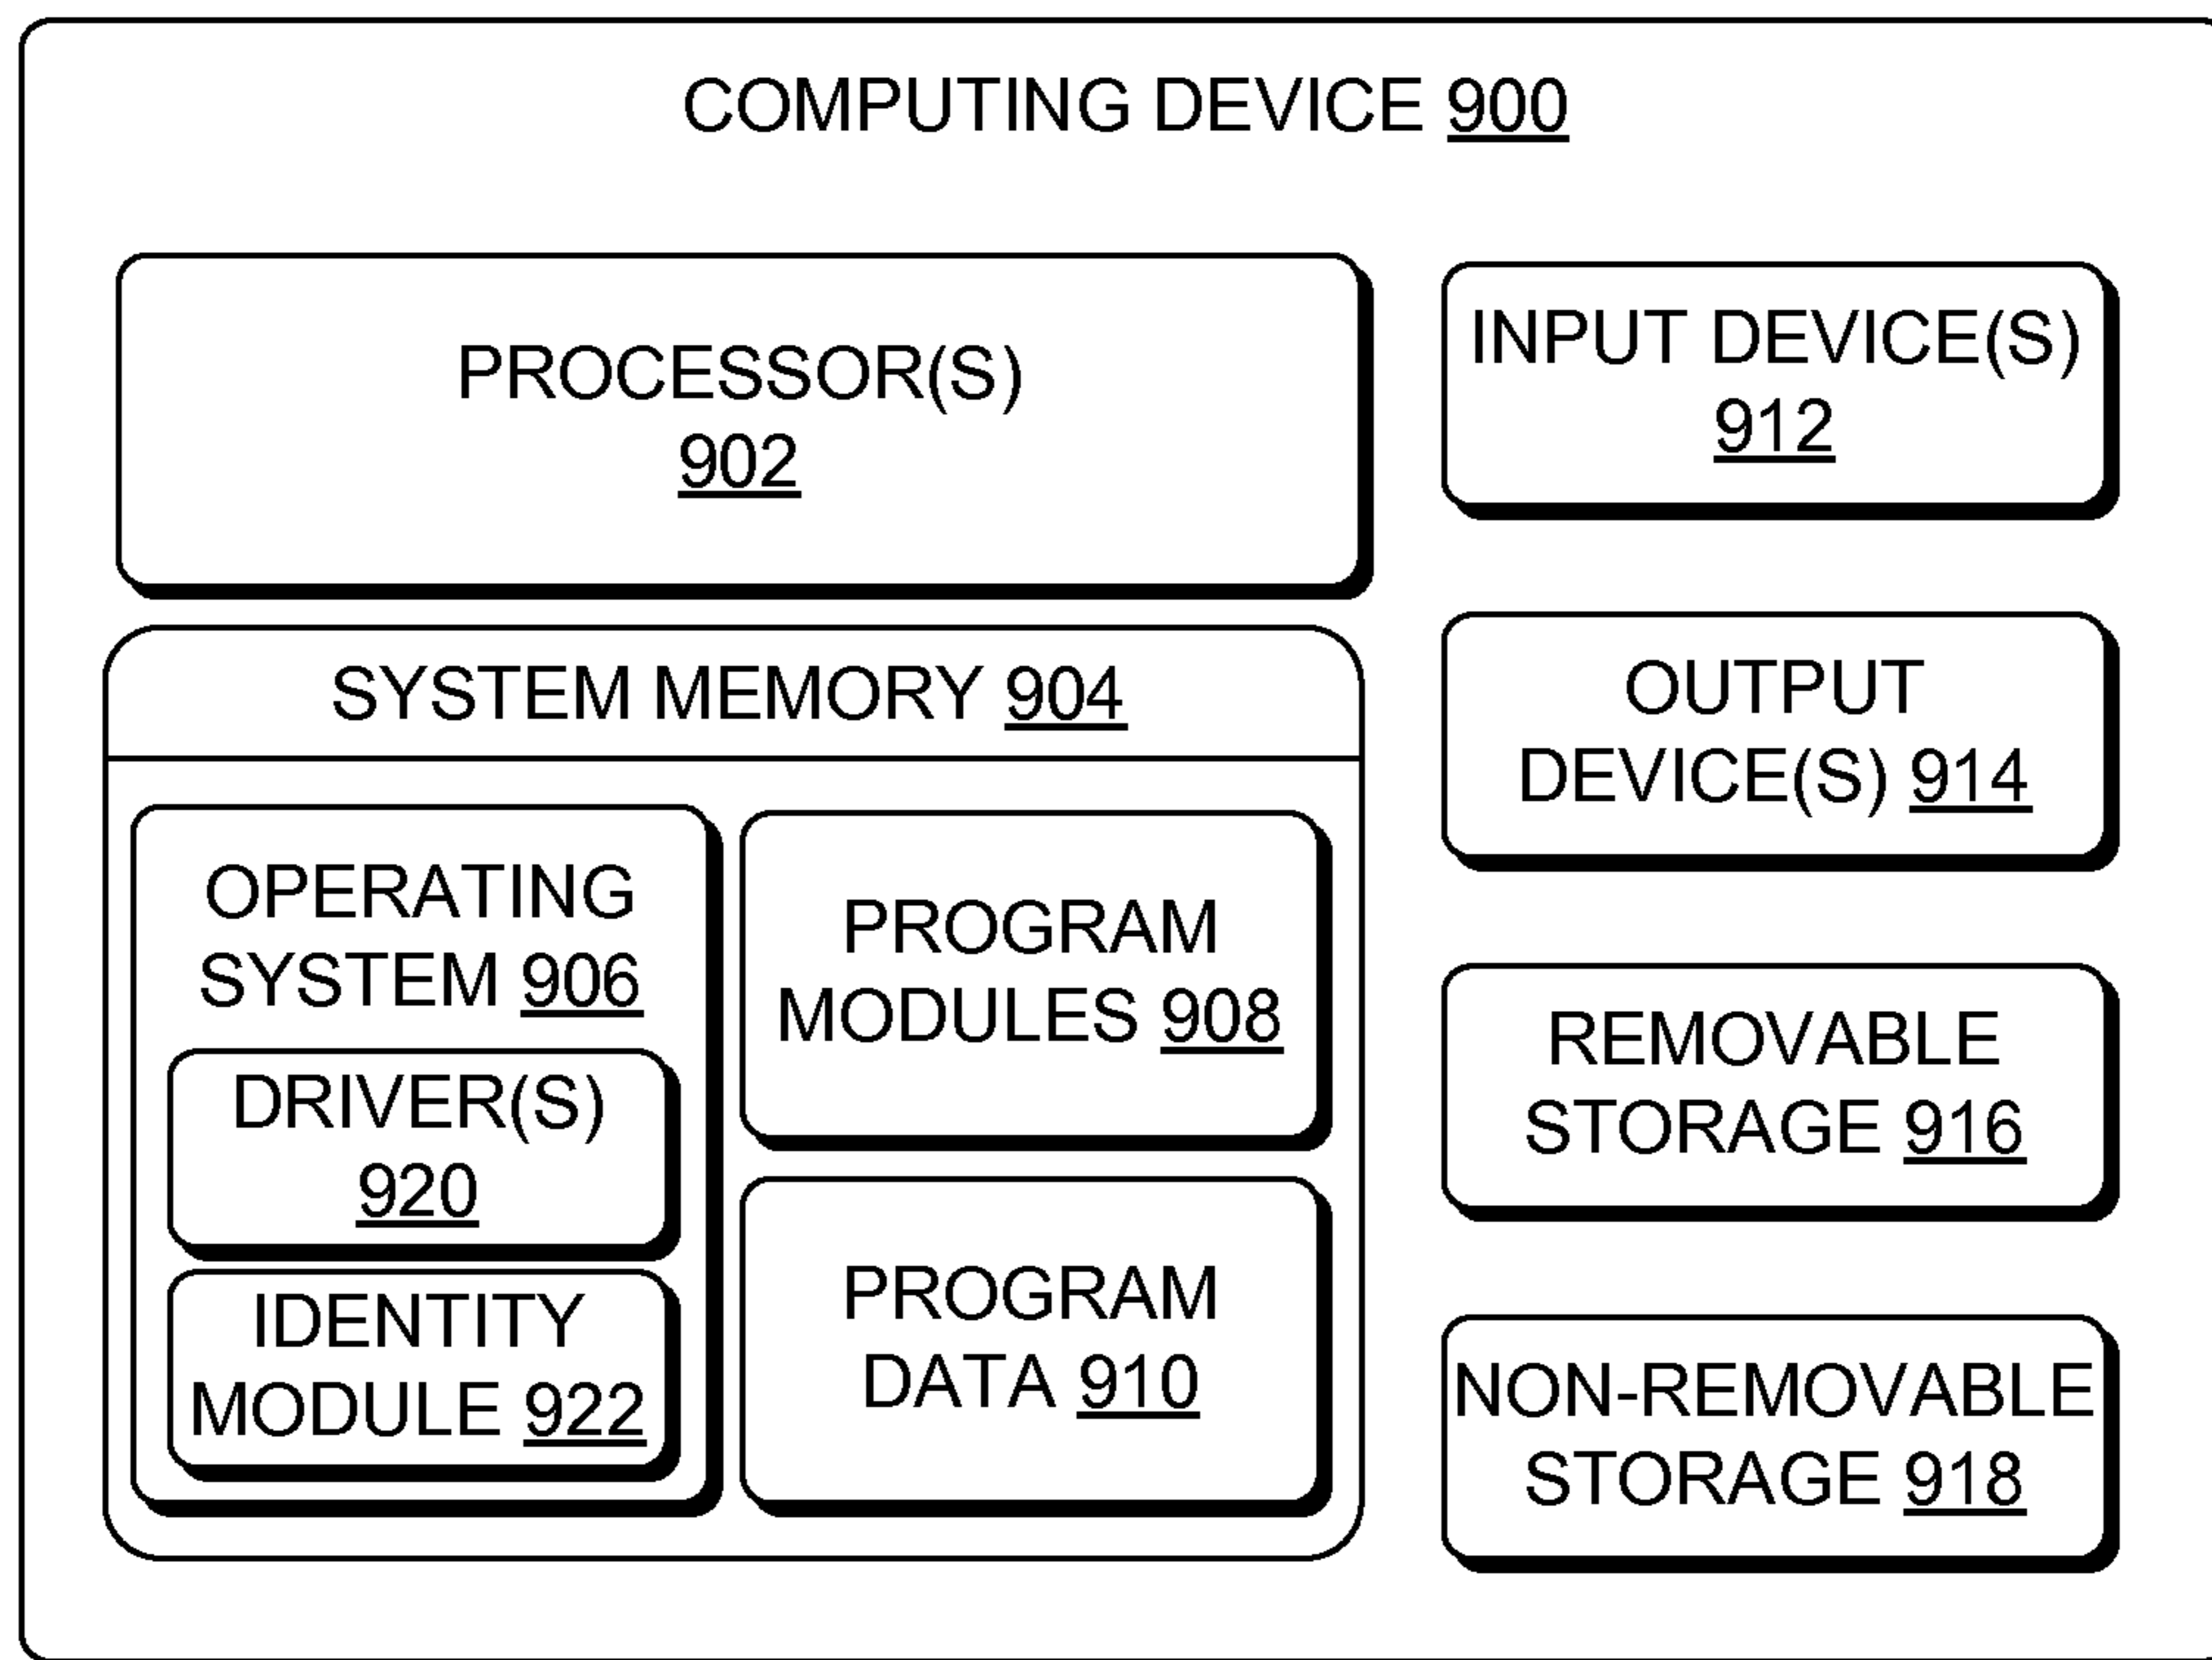 COMPUTING DEVICE 900
PROCESSOR(S)
902
SYSTEM MEMORY 904
OPERATING
SYSTEM 906
DRIVER(S)
920
IDENTITY
MODULE 922
PROGRAM
MODULES 908
PROGRAM
DATA 910
INPUT DEVICE(S)
912
OUTPUT
DEVICE(S) 914
REMOVABLE
STORAGE 916
NON-REMOVABLE
STORAGE 918